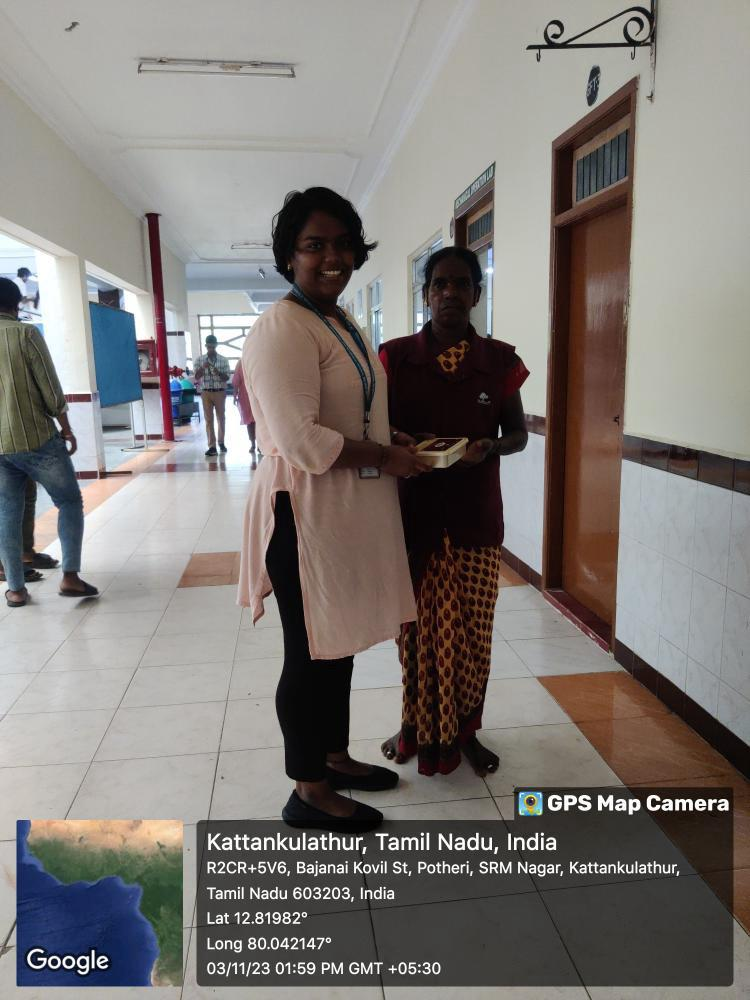 GPS Map Camera
Kattankulathur, Tamil Nadu, India
R2CR+5V6, Bajanai Kovil St, Potheri, SRM Nagar, Kattankulathur,
Tamil Nadu 603203, India
Lat 12.81982°
Long 80.042147°
03/11/23 01:59 PM GMT +05:30
Google